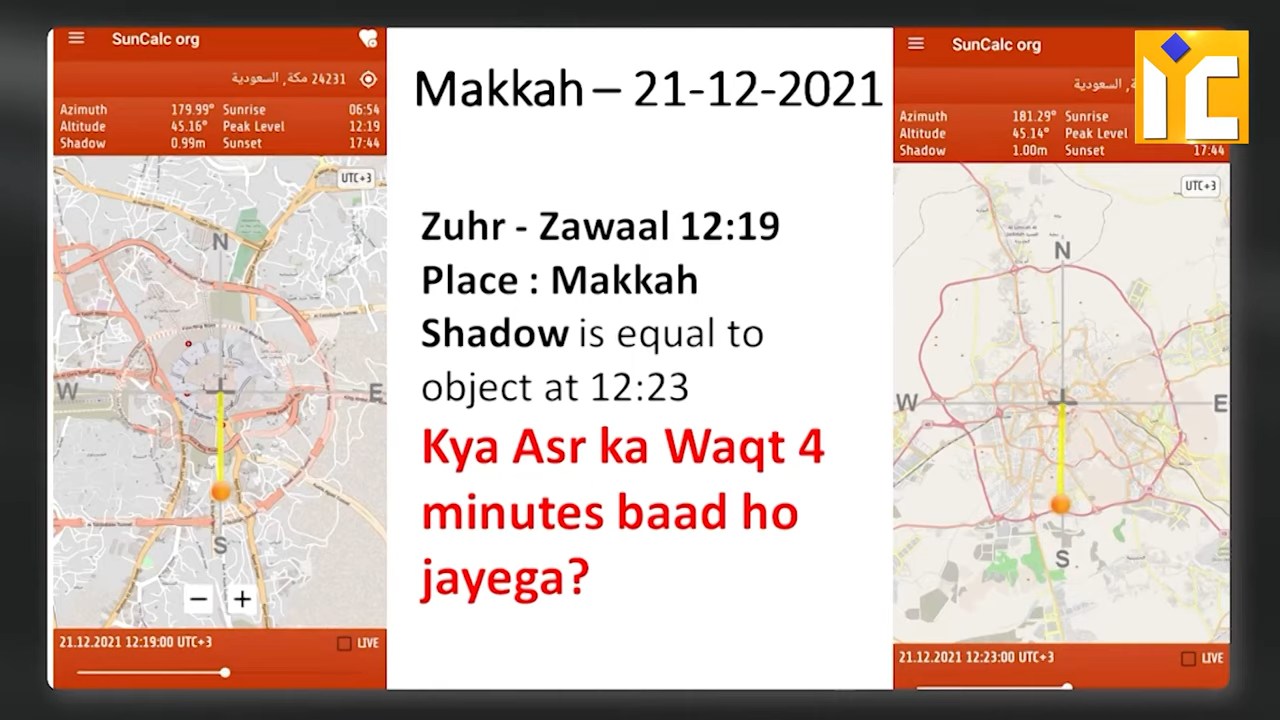 SunCalc org
24231 مكة, السعودية
Azimuth 179.99° Sunrise 06:54
Altitude 45.16° Peak Level 12:19
Shadow 0.99m Sunset 17:44
UTC+3
N
W
E
S
− +
21.12.2021 12:19:00 UTC+3
LIVE
Makkah – 21-12-2021
Zuhr - Zawaal 12:19
Place : Makkah
Shadow is equal to
object at 12:23
Kya Asr ka Waqt 4
minutes baad ho
jayega?
SunCalc org
السعودية
Azimuth 181.29° Sunrise
Altitude 45.14° Peak Level
Shadow 1.00m Sunset 17:44
UTC+3
N
W
E
S
21.12.2021 12:23:00 UTC+3
LIVE
IYC